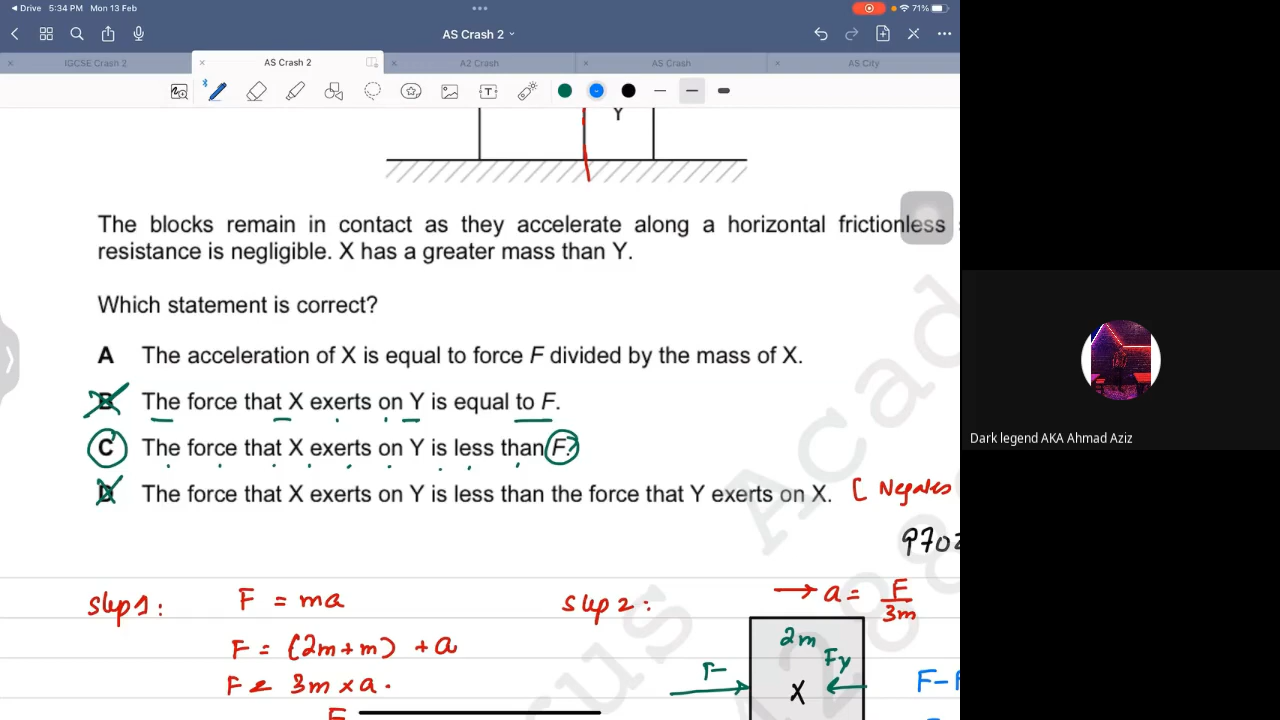 Drive 5:34 PM Mon 13 Feb 71%
AS Crash 2
IGCSE Crash 2 AS Crash 2 A2 Crash AS Crash AS City
Y
The blocks remain in contact as they accelerate along a horizontal frictionless s
resistance is negligible. X has a greater mass than Y.
Which statement is correct?
A The acceleration of X is equal to force F divided by the mass of X.
B The force that X exerts on Y is equal to F.
C The force that X exerts on Y is less than F.
D The force that X exerts on Y is less than the force that Y exerts on X. [ Negates
9702
Dark legend AKA Ahmad Aziz
Step 1: F = ma
F = (2m+m) + a
F = 3m x a.
F
Step 2: → a = F/3m
2m
F Fy
X
F-F